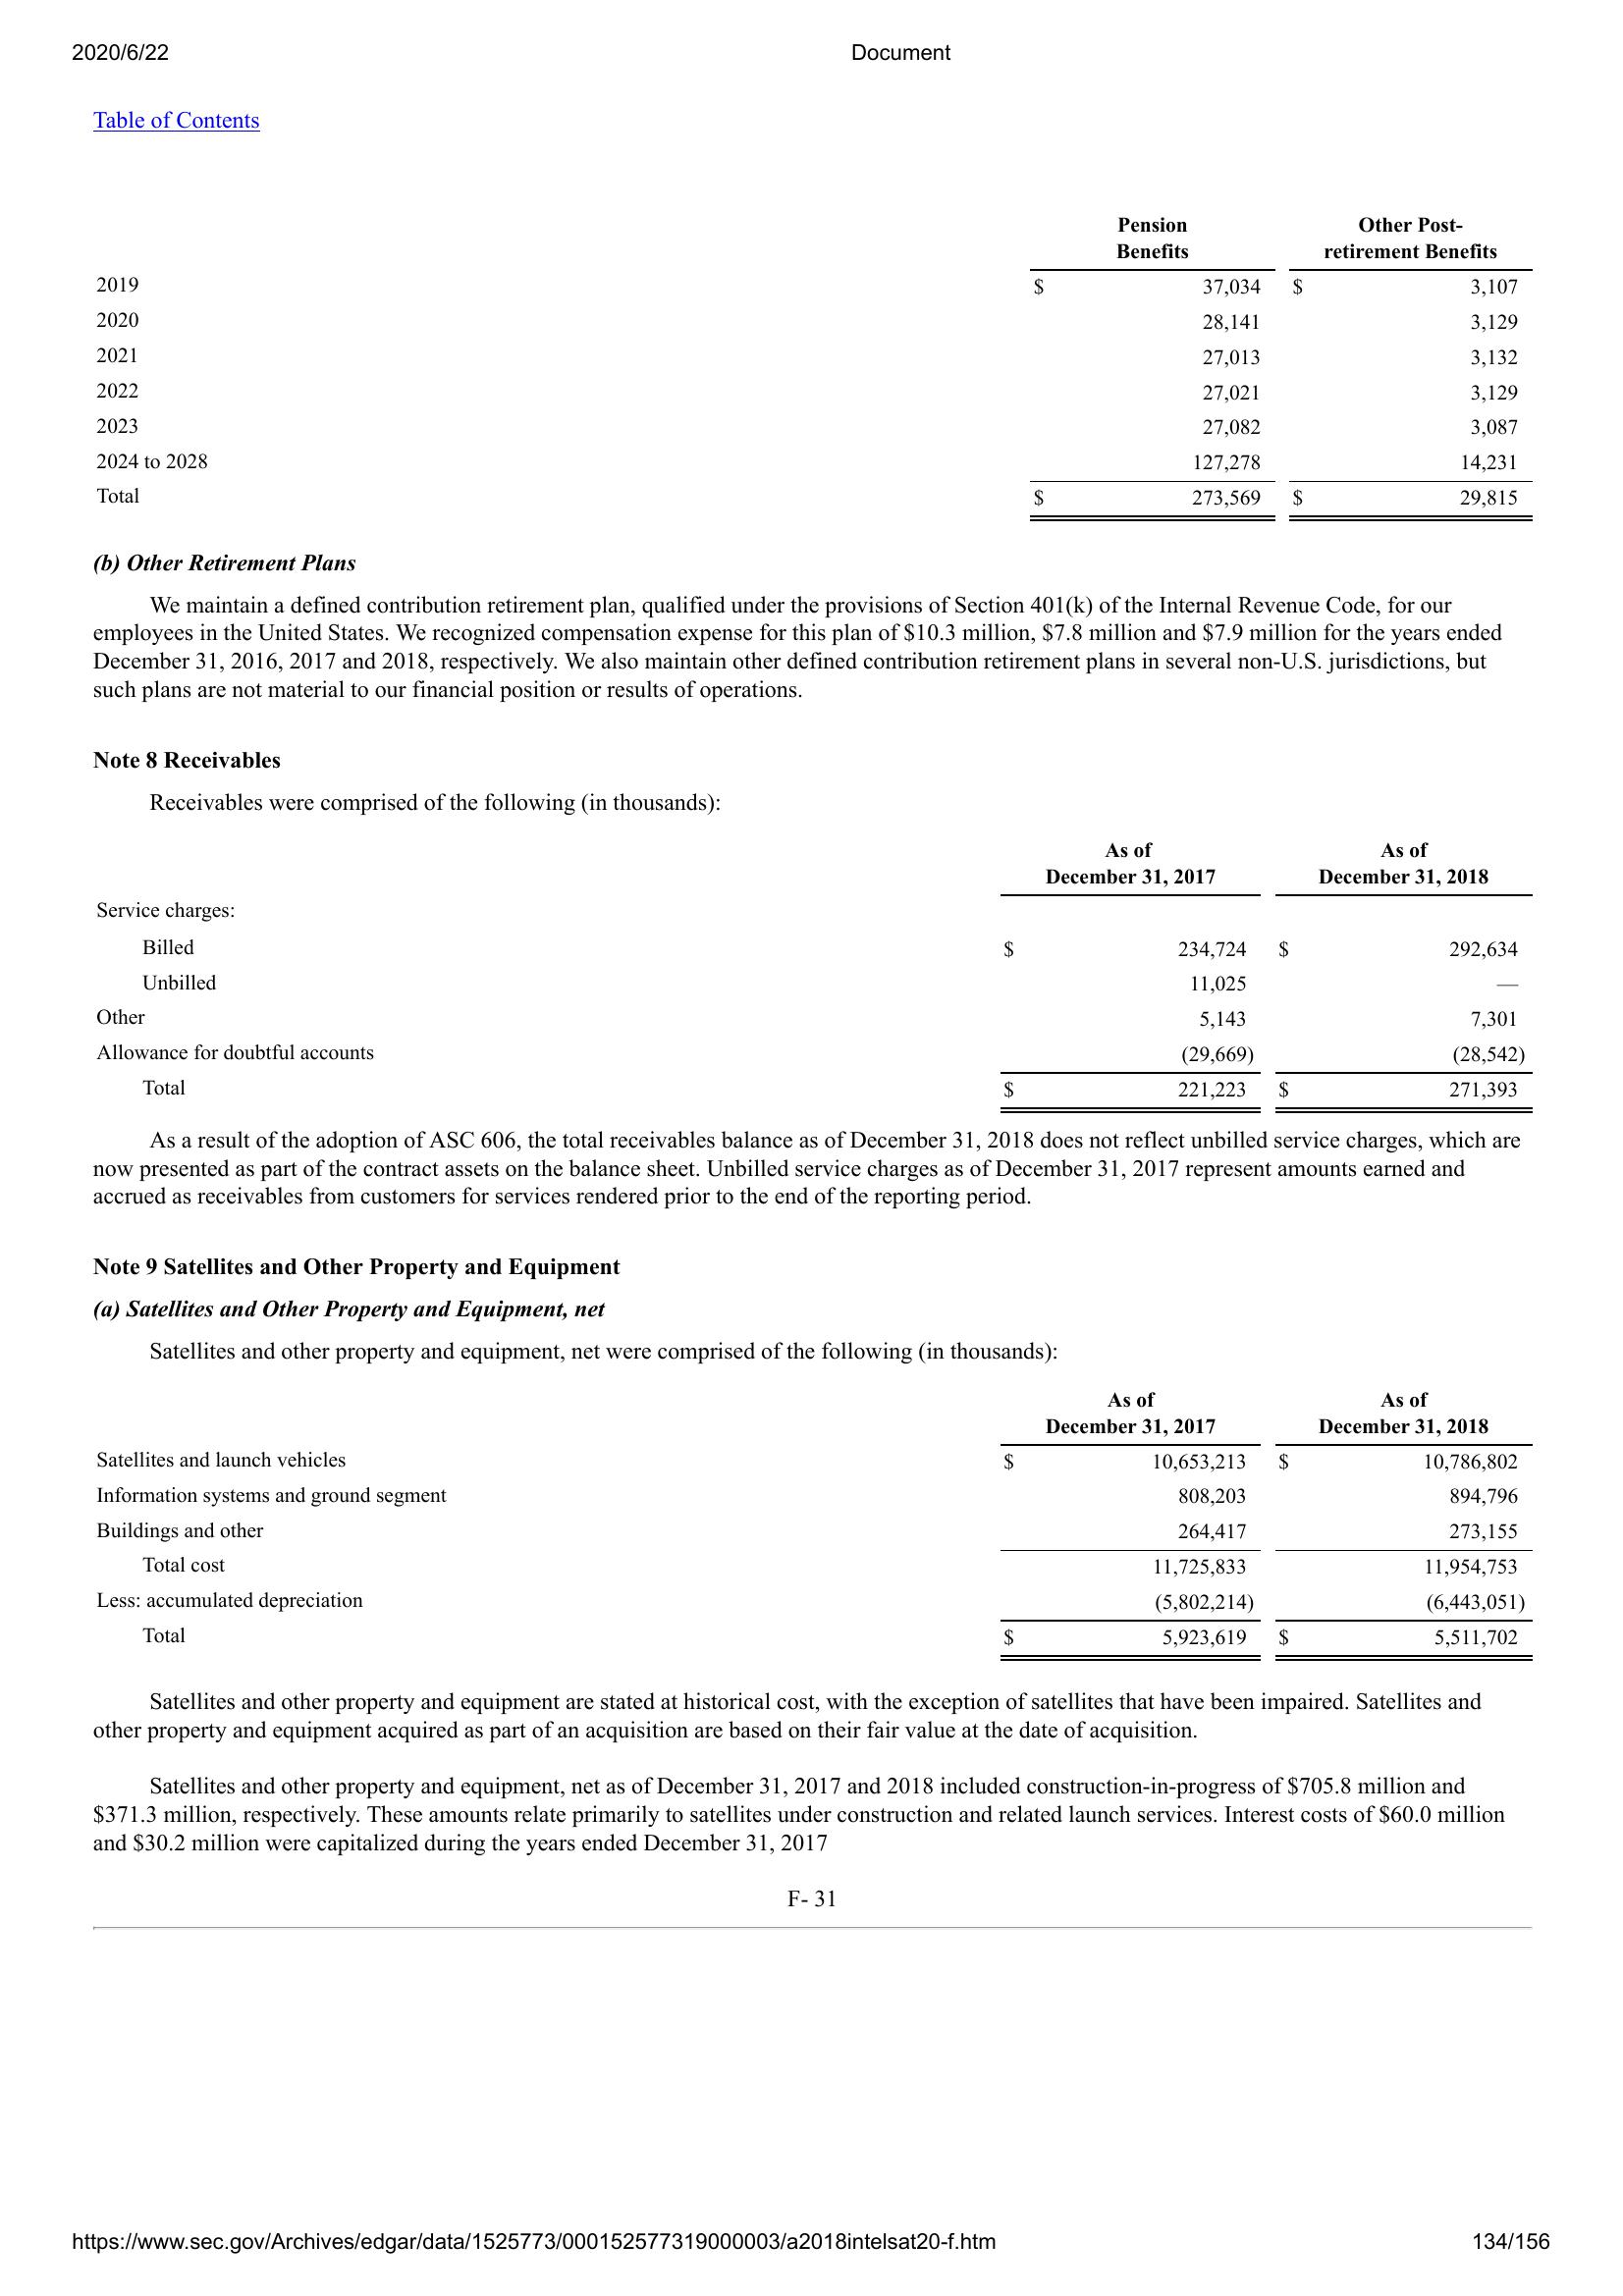 2020/6/22 Document
Table of Contents
Pension Other Post-
Benefits retirement Benefits
2019 $ 37,034 $ 3,107
2020 28,141 3,129
2021 27,013 3,132
2022 27,021 3,129
2023 27,082 3,087
2024 to 2028 127,278 14,231
Total $ 273,569 $ 29,815
(b) Other Retirement Plans
We maintain a defined contribution retirement plan, qualified under the provisions of Section 401(k) of the Internal Revenue Code, for our
employees in the United States. We recognized compensation expense for this plan of $10.3 million, $7.8 million and $7.9 million for the years ended
December 31, 2016, 2017 and 2018, respectively. We also maintain other defined contribution retirement plans in several non-U.S. jurisdictions, but
such plans are not material to our financial position or results of operations.
Note 8 Receivables
Receivables were comprised of the following (in thousands):
As of As of
December 31, 2017 December 31, 2018
Service charges:
Billed $ 234,724 $ 292,634
Unbilled 11,025 —
Other 5,143 7,301
Allowance for doubtful accounts (29,669) (28,542)
Total $ 221,223 $ 271,393
As a result of the adoption of ASC 606, the total receivables balance as of December 31, 2018 does not reflect unbilled service charges, which are
now presented as part of the contract assets on the balance sheet. Unbilled service charges as of December 31, 2017 represent amounts earned and
accrued as receivables from customers for services rendered prior to the end of the reporting period.
Note 9 Satellites and Other Property and Equipment
(a) Satellites and Other Property and Equipment, net
Satellites and other property and equipment, net were comprised of the following (in thousands):
As of As of
December 31, 2017 December 31, 2018
Satellites and launch vehicles $ 10,653,213 $ 10,786,802
Information systems and ground segment 808,203 894,796
Buildings and other 264,417 273,155
Total cost 11,725,833 11,954,753
Less: accumulated depreciation (5,802,214) (6,443,051)
Total $ 5,923,619 $ 5,511,702
Satellites and other property and equipment are stated at historical cost, with the exception of satellites that have been impaired. Satellites and
other property and equipment acquired as part of an acquisition are based on their fair value at the date of acquisition.
Satellites and other property and equipment, net as of December 31, 2017 and 2018 included construction-in-progress of $705.8 million and
$371.3 million, respectively. These amounts relate primarily to satellites under construction and related launch services. Interest costs of $60.0 million
and $30.2 million were capitalized during the years ended December 31, 2017
F- 31
https://www.sec.gov/Archives/edgar/data/1525773/000152577319000003/a2018intelsat20-f.htm 134/156